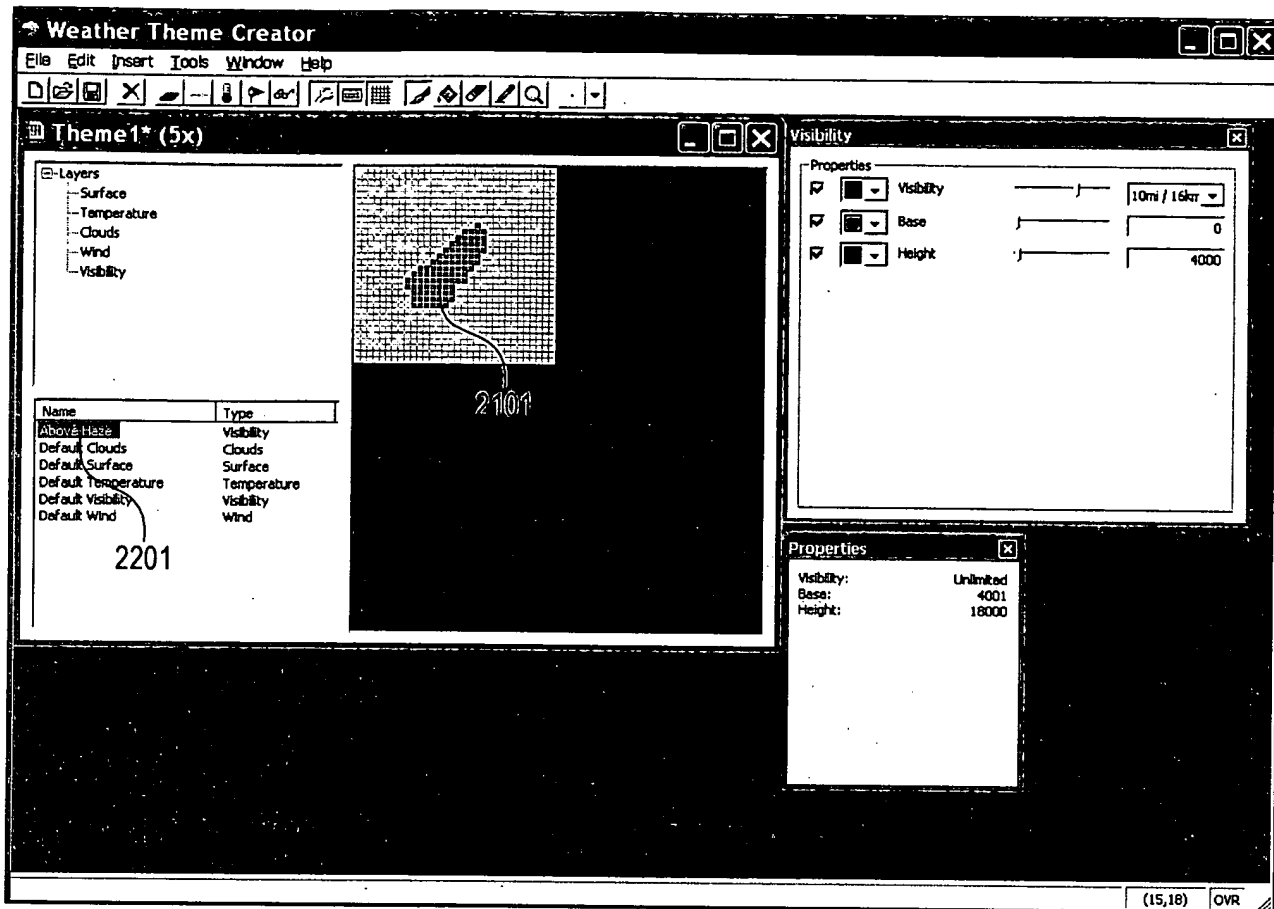 Weather Theme Creator
File Edit Insert Tools Window Help
Theme1* (5x)
Layers
Surface
Temperature
Clouds
Wind
Visibility
Name Type
Above Haze Visibility
Default Clouds Clouds
Default Surface Surface
Default Temperature Temperature
Default Visibility Visibility
Default Wind Wind
2201
2101
Visibility
Properties
Visibility 10mi / 16km
Base 0
Height 4000
Properties
Visibility: Unlimited
Base: 4001
Height: 18000
(15,18) OVR